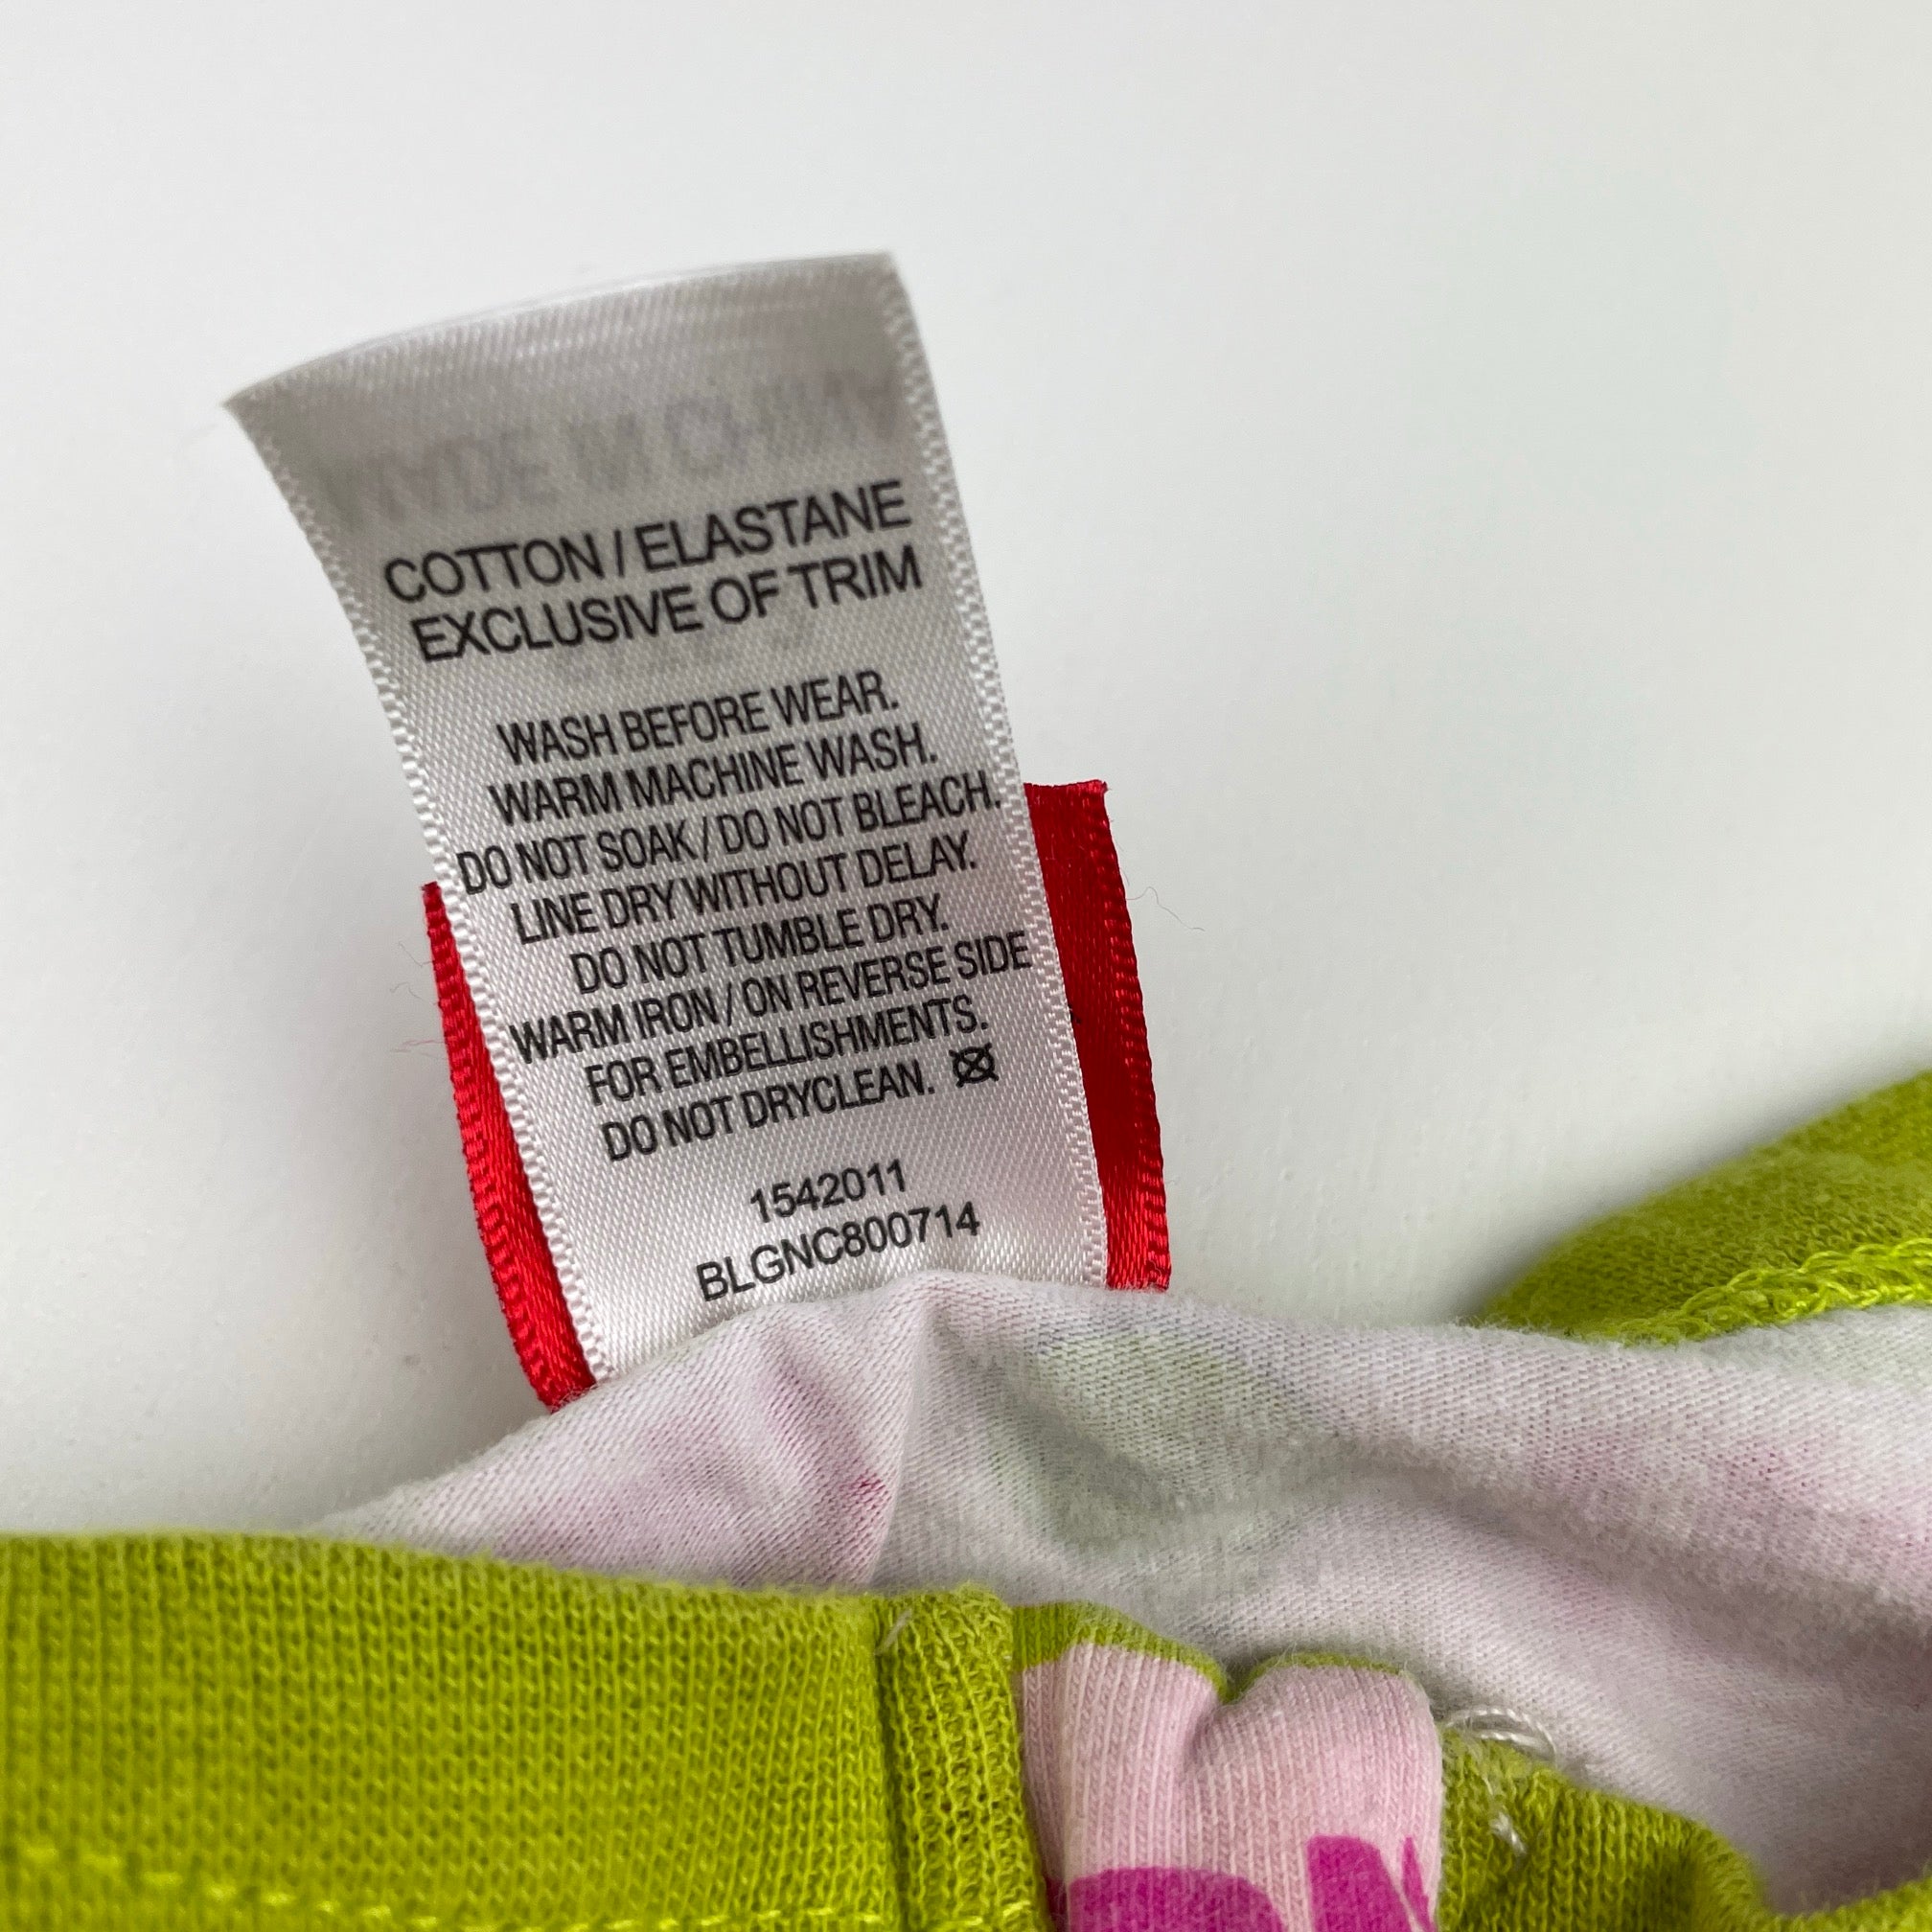 COTTON / ELASTANE
EXCLUSIVE OF TRIM
WASH BEFORE WEAR.
WARM MACHINE WASH.
DO NOT SOAK / DO NOT BLEACH.
LINE DRY WITHOUT DELAY.
DO NOT TUMBLE DRY.
WARM IRON / ON REVERSE SIDE
FOR EMBELLISHMENTS.
DO NOT DRYCLEAN.
1542011
BLGNC800714